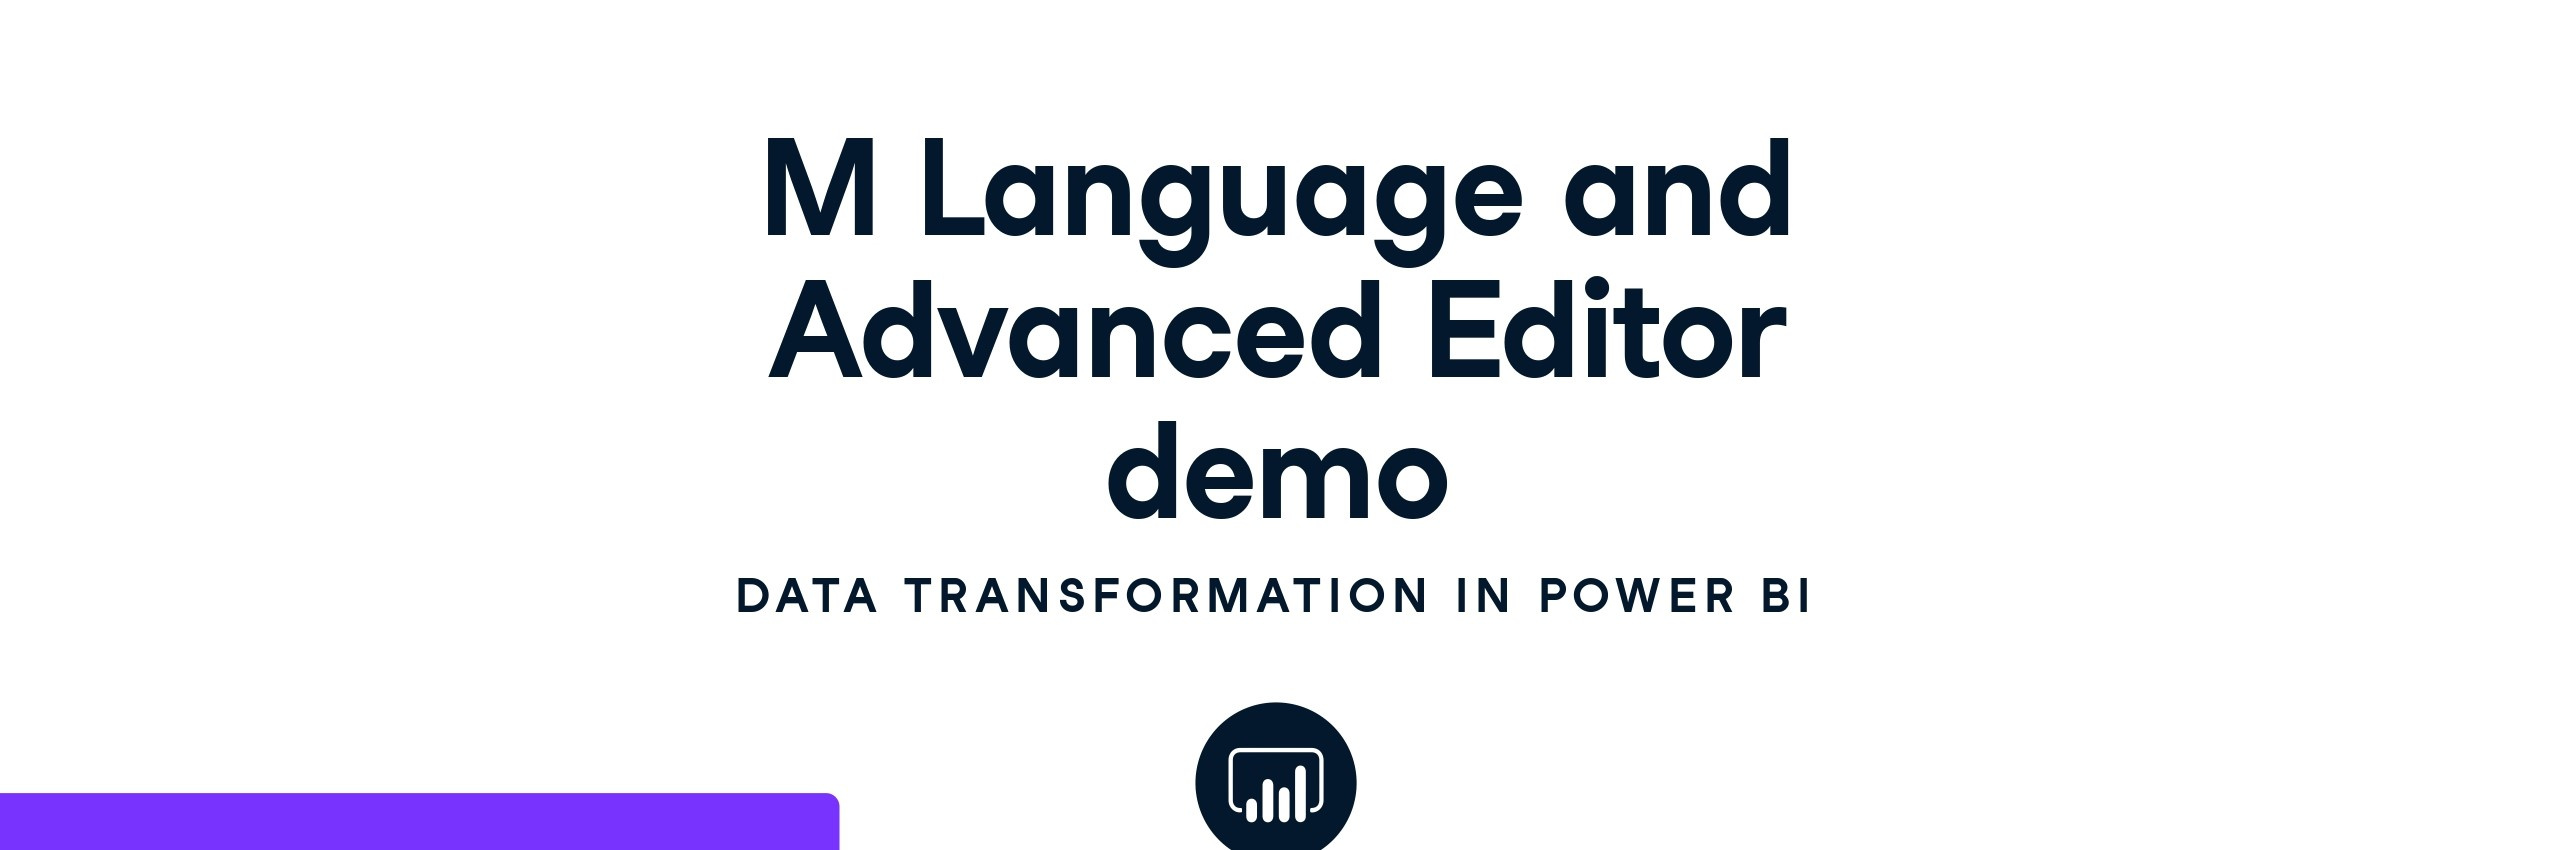 M Language and
Advanced Editor
demo
DATA TRANSFORMATION IN POWER BI